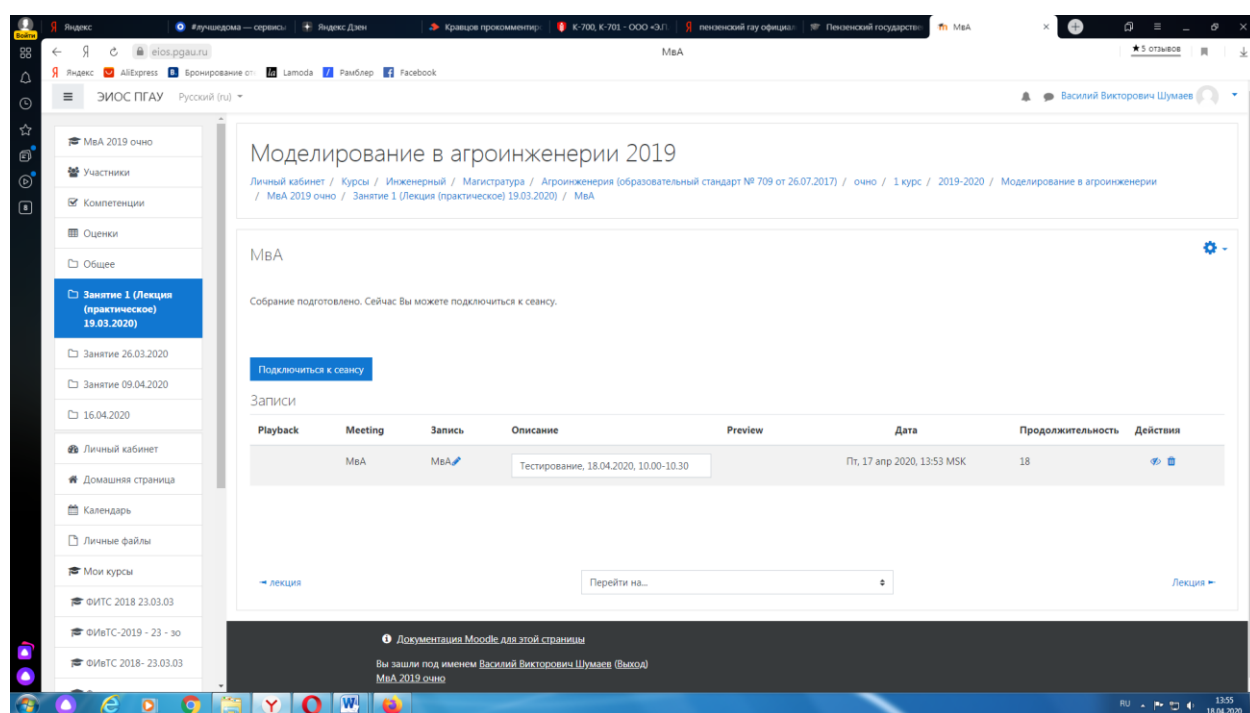 Яндекс
#лучшедома — сервисы
Яндекс.Дзен
Кравцов прокомментиро
К-700, К-701 - ООО «Э.П
пензенский гау официал
Пензенский государстве
МвА
Войти
eios.pgau.ru
МвА
★5 отзывов
Яндекс AliExpress Бронирование от Lamoda Рамблер Facebook
ЭИОС ПГАУ Русский (ru)
Василий Викторович Шумаев
МвА 2019 очно
Участники
Компетенции
Оценки
Общее
Занятие 1 (Лекция
(практическое)
19.03.2020)
Занятие 26.03.2020
Занятие 09.04.2020
16.04.2020
Личный кабинет
Домашняя страница
Календарь
Личные файлы
Мои курсы
ФИТС 2018 23.03.03
ФИвТС-2019 - 23 - зо
ФИвТС 2018- 23.03.03
Моделирование в агроинженерии 2019
Личный кабинет / Курсы / Инженерный / Магистратура / Агроинженерия (образовательный стандарт № 709 от 26.07.2017) / очно / 1 курс / 2019-2020 / Моделирование в агроинженерии
/ МвА 2019 очно / Занятие 1 (Лекция (практическое) 19.03.2020) / МвА
МвА
Собрание подготовлено. Сейчас Вы можете подключиться к сеансу.
Подключиться к сеансу
Записи
Playback Meeting Запись Описание Preview Дата Продолжительность Действия
МвА МвА Тестирование, 18.04.2020, 10.00-10.30 Пт, 17 апр 2020, 13:53 MSK 18
◄ лекция
Перейти на...
Лекция ►
Документация Moodle для этой страницы
Вы зашли под именем Василий Викторович Шумаев (Выход)
МвА 2019 очно
RU
13:55
18.04.2020